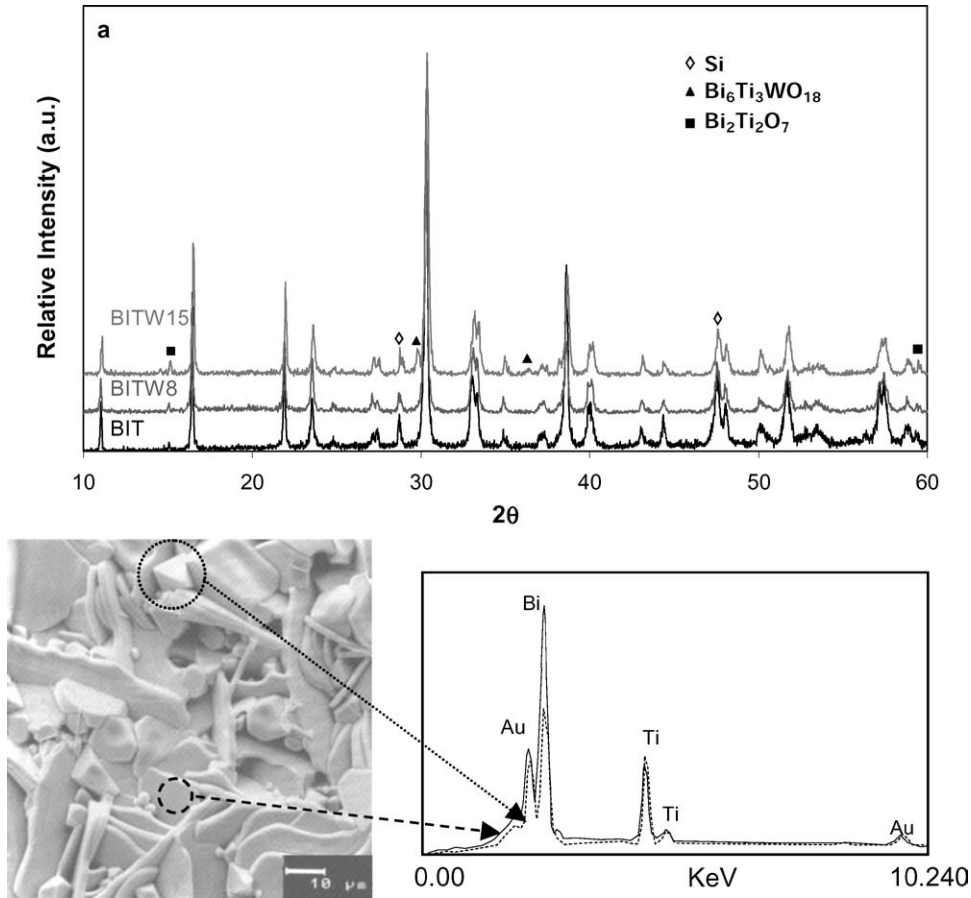 a
Si
Bi₆Ti₃WO₁₈
Bi₂Ti₂O₇
Relative Intensity (a.u.)
BITW15
BITW8
BIT
10 20 30 40 50 60
2θ
Bi
Au
Ti
Ti
Au
10 μm
0.00 KeV 10.240